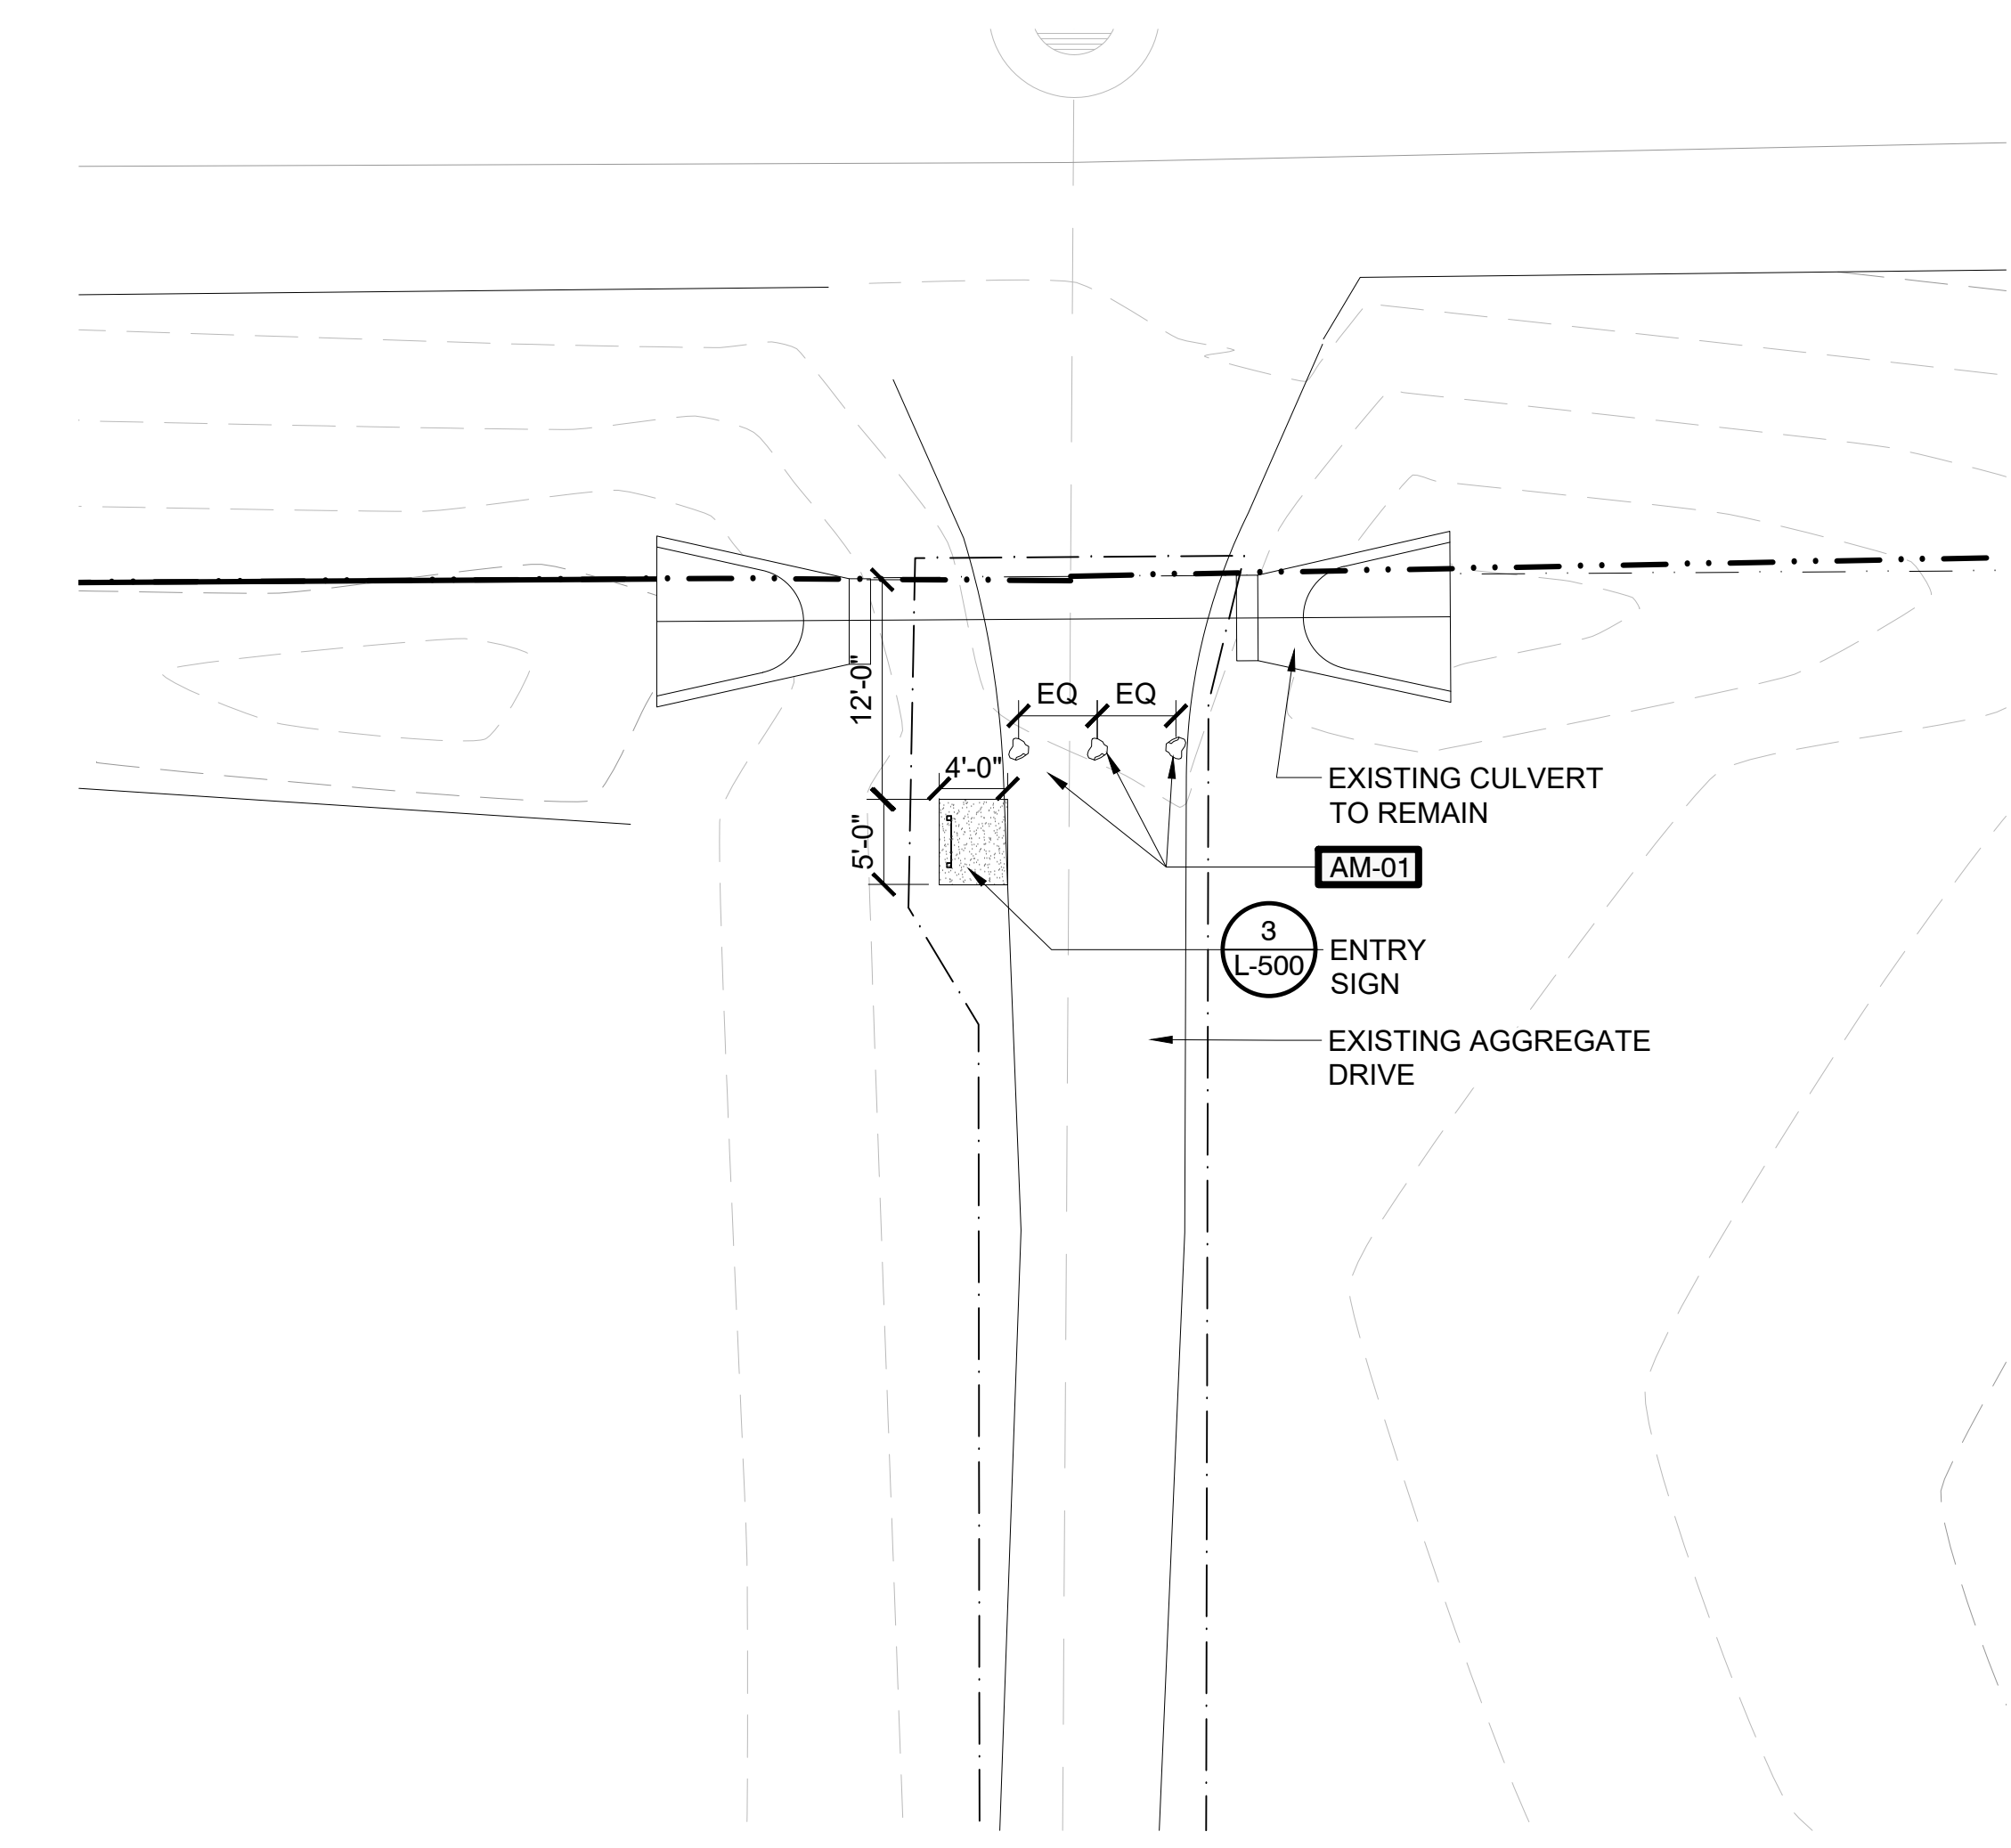 EQ EQ
12'-0"
4'-0"
EXISTING CULVERT
TO REMAIN
5'-0"
AM-01
3
L-500
ENTRY
SIGN
EXISTING AGGREGATE
DRIVE